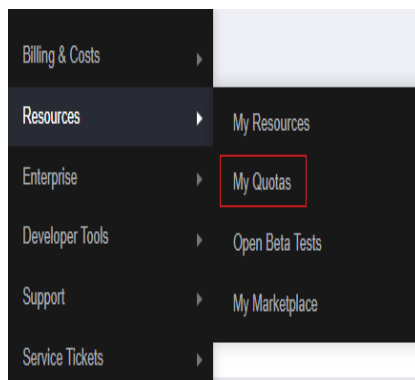 Billing & Costs
Resources
Enterprise
Developer Tools
Support
Service Tickets
My Resources
My Quotas
Open Beta Tests
My Marketplace